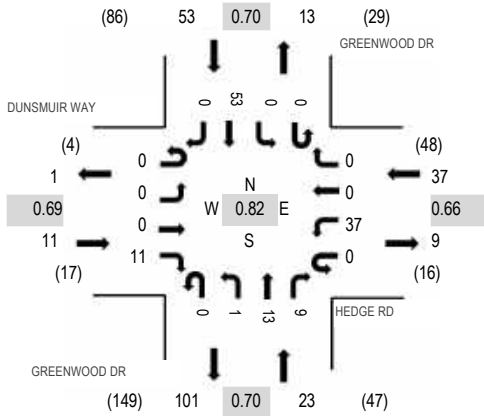 (86) 53 0.70 13 (29)
GREENWOOD DR
0 53 0 0
DUNSMUIR WAY
(4) 0 0 (48)
1 0 N 0 37
0.69 0 W 0.82 E 37 0.66
11 11 S 0 9
(17) (16)
0 1 13 9
HEDGE RD
GREENWOOD DR
(149) 101 0.70 23 (47)